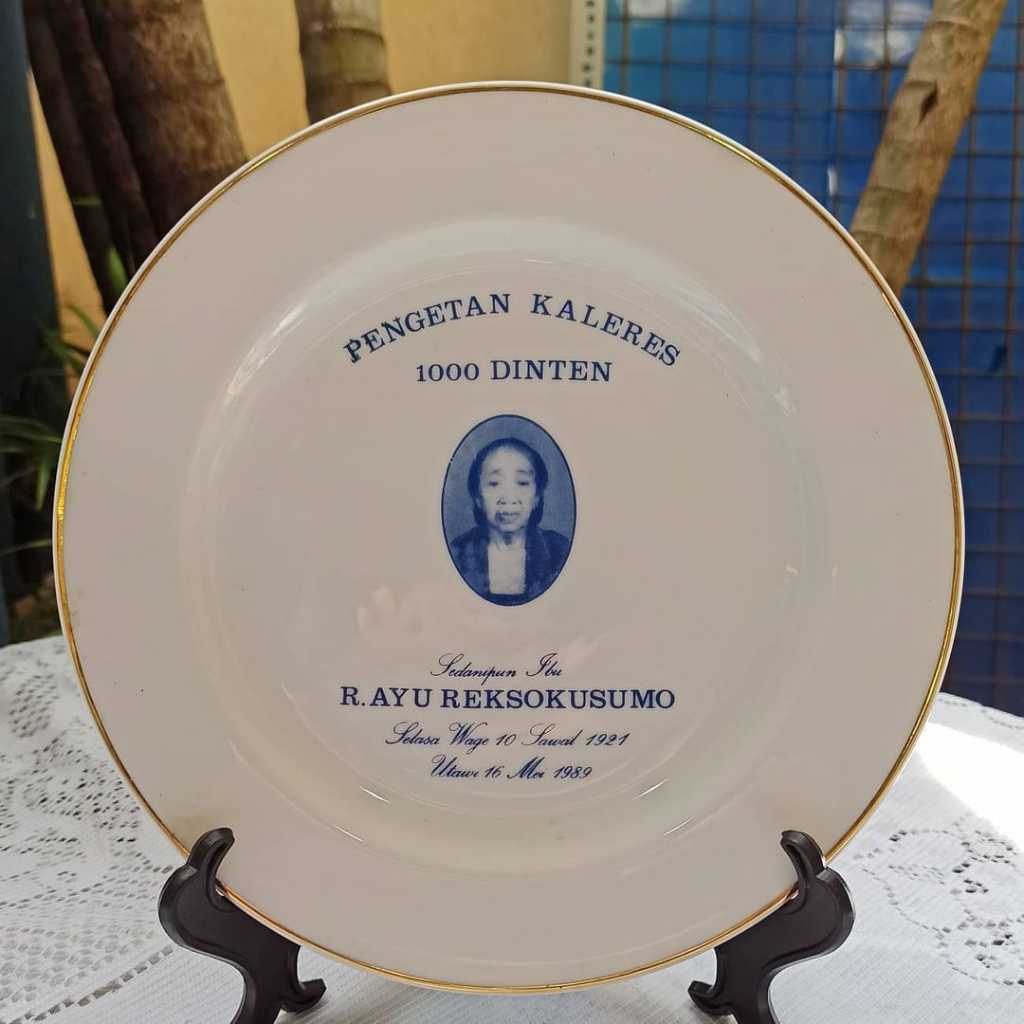 PENGETAN KALERES
1000 DINTEN
Sedanipun Ibu
R.AYU REKSOKUSUMO
Selasa Wage 10 Sawal 1921
Utawi 16 Mei 1989